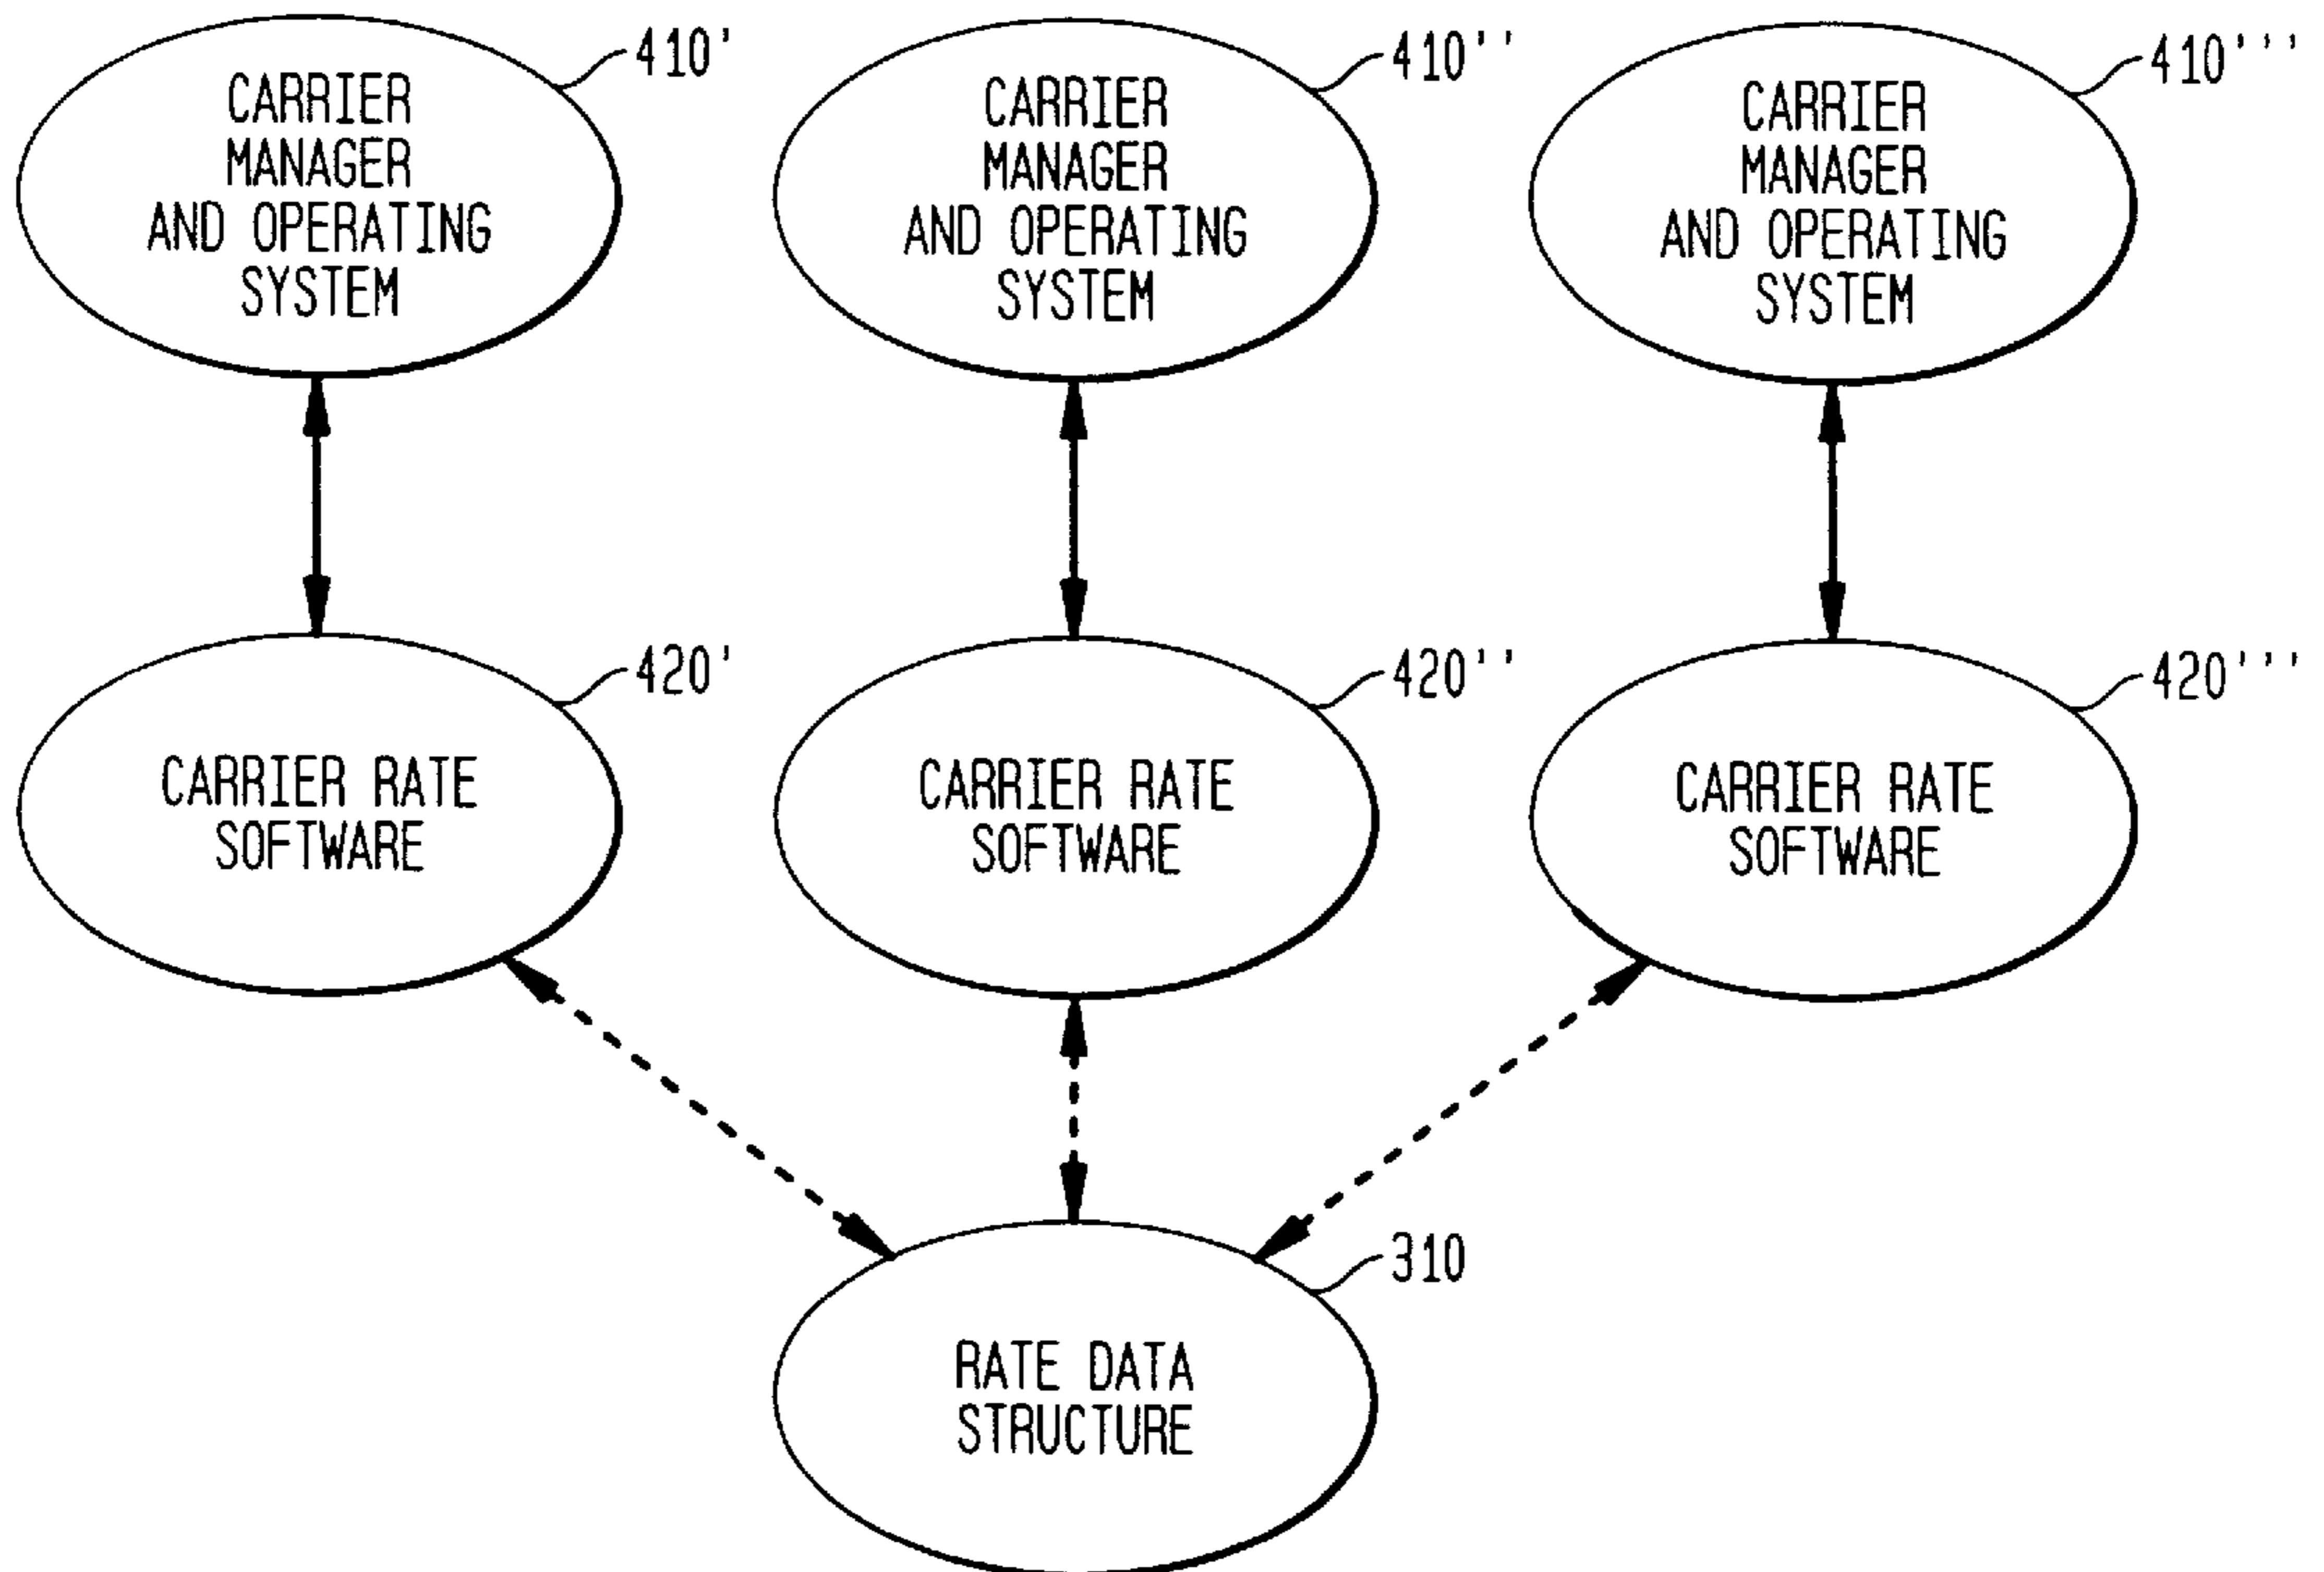 410'
CARRIER
MANAGER
AND OPERATING
SYSTEM
410''
CARRIER
MANAGER
AND OPERATING
SYSTEM
410'''
CARRIER
MANAGER
AND OPERATING
SYSTEM
420'
CARRIER RATE
SOFTWARE
420''
CARRIER RATE
SOFTWARE
420'''
CARRIER RATE
SOFTWARE
310
RATE DATA
STRUCTURE